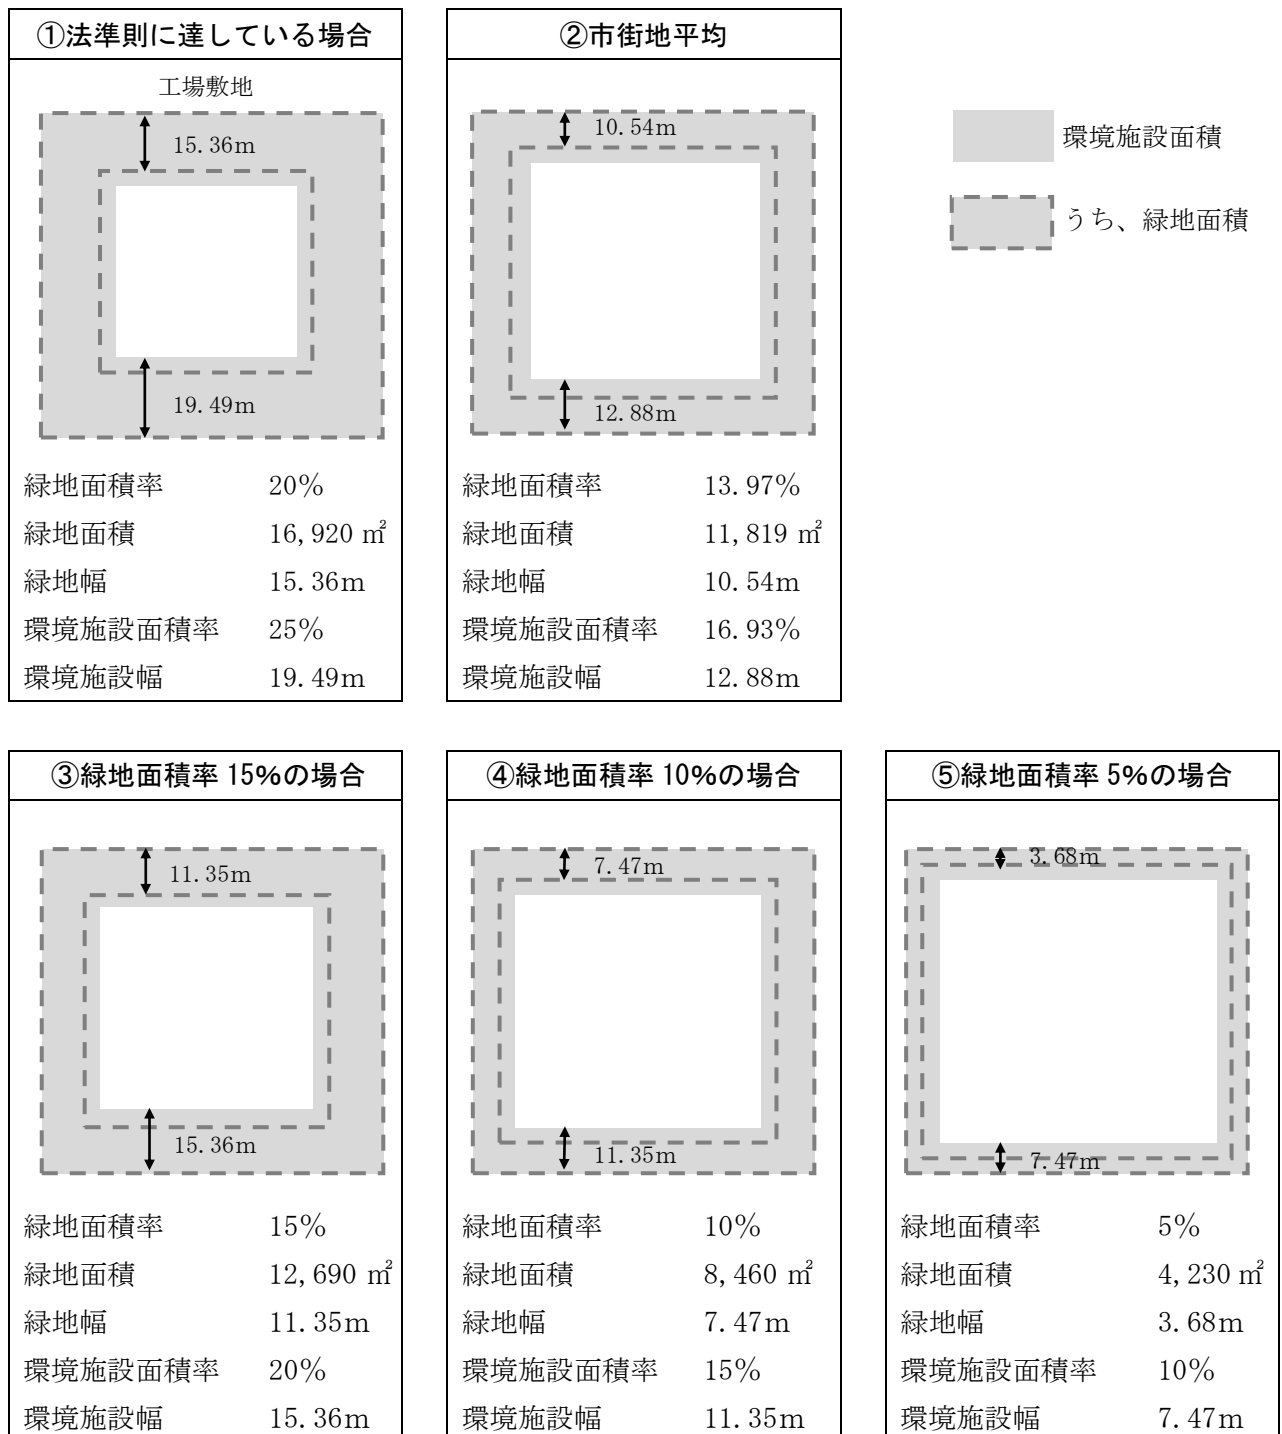 ①法準則に達している場合
工場敷地
15.36m
19.49m
緑地面積率 20%
緑地面積 16,920 ㎡
緑地幅 15.36m
環境施設面積率 25%
環境施設幅 19.49m
②市街地平均
10.54m
12.88m
緑地面積率 13.97%
緑地面積 11,819 ㎡
緑地幅 10.54m
環境施設面積率 16.93%
環境施設幅 12.88m
環境施設面積
うち、緑地面積
③緑地面積率 15%の場合
11.35m
15.36m
緑地面積率 15%
緑地面積 12,690 ㎡
緑地幅 11.35m
環境施設面積率 20%
環境施設幅 15.36m
④緑地面積率 10%の場合
7.47m
11.35m
緑地面積率 10%
緑地面積 8,460 ㎡
緑地幅 7.47m
環境施設面積率 15%
環境施設幅 11.35m
⑤緑地面積率 5%の場合
3.68m
7.47m
緑地面積率 5%
緑地面積 4,230 ㎡
緑地幅 3.68m
環境施設面積率 10%
環境施設幅 7.47m